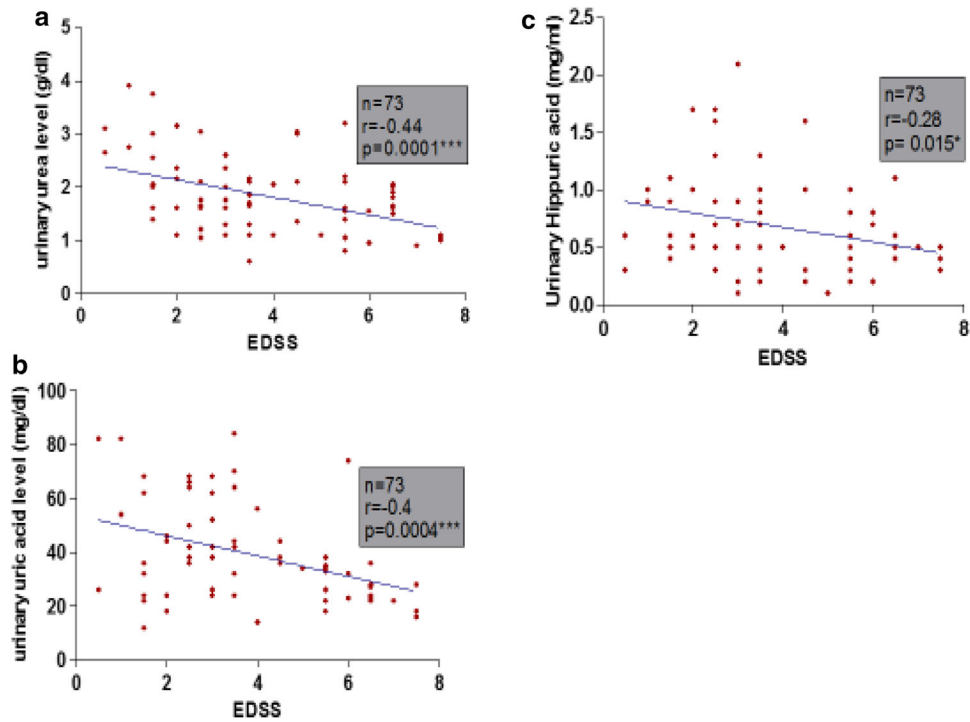 a
urinary urea level (g/dl)
5
4
3
2
1
0
0 2 4 6 8
EDSS
n=73
r=-0.44
p=0.0001***
b
urinary uric acid level (mg/dl)
100
80
60
40
20
0
0 2 4 6 8
EDSS
n=73
r=-0.4
p=0.0004***
c
Urinary Hippuric acid (mg/ml)
2.5
2.0
1.5
1.0
0.5
0.0
0 2 4 6 8
EDSS
n=73
r=-0.28
p= 0.015*